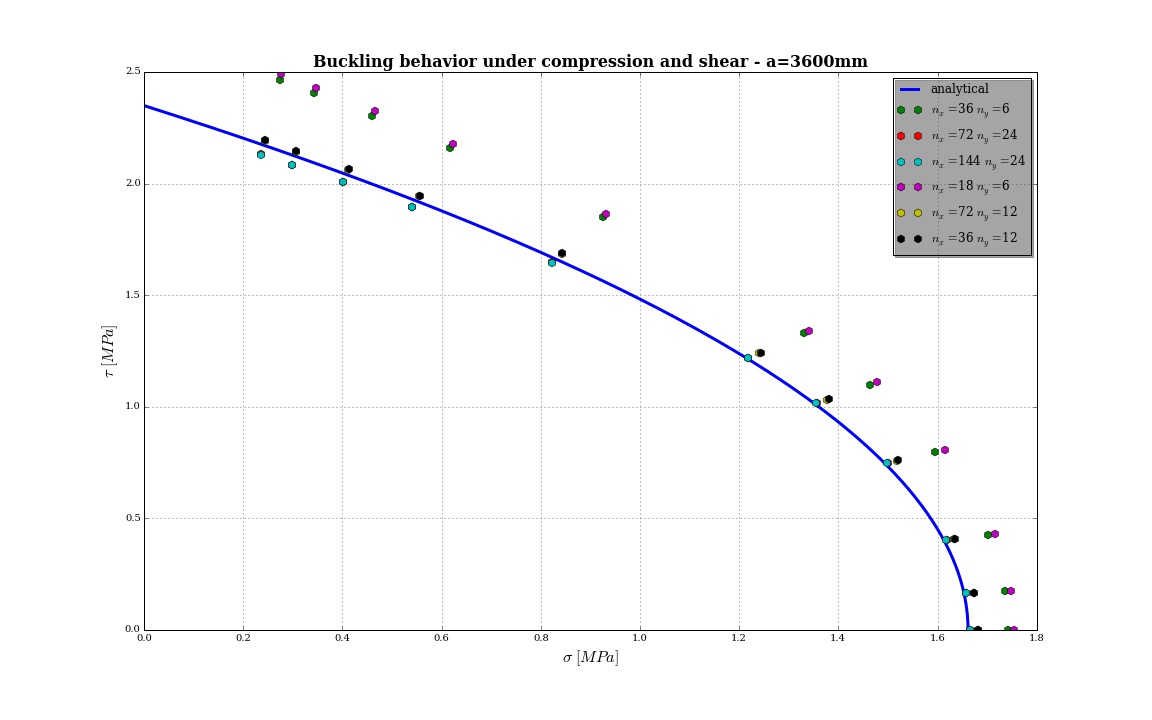 Buckling behavior under compression and shear - a=3600mm
2.5
2.0
1.5
1.0
0.5
0.0
τ [MPa]
analytical
nx =36 ny =6
nx =72 ny =24
nx =144 ny =24
nx =18 ny =6
nx =72 ny =12
nx =36 ny =12
0.0 0.2 0.4 0.6 0.8 1.0 1.2 1.4 1.6 1.8
σ [MPa]